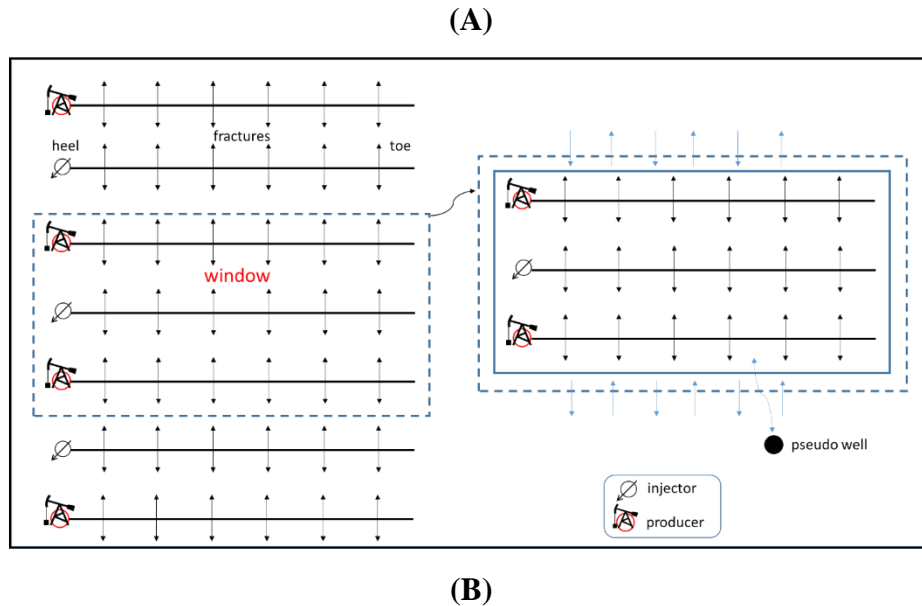 (A)
fractures
heel
toe
window
pseudo well
injector
producer
(B)